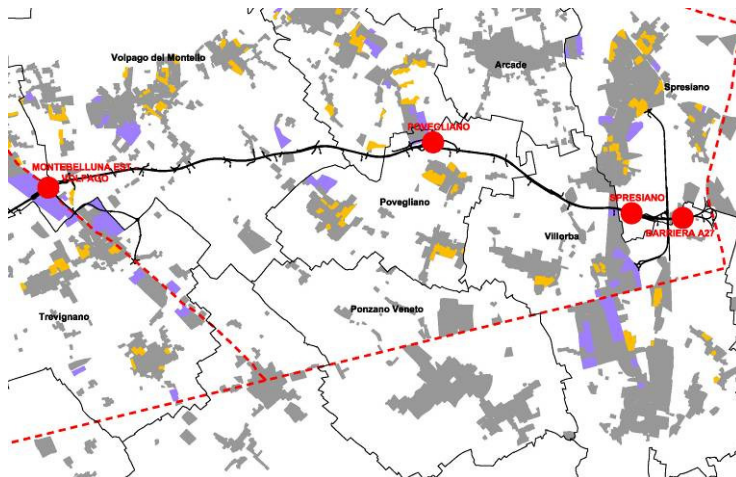 Volpago del Montello
Arcade
Spresiano
POVEGLIANO
MONTEBELLUNA EST
VOLPAGO
Povegliano
SPRESIANO
BARRIERA A27
Villorba
Ponzano Veneto
Trevignano